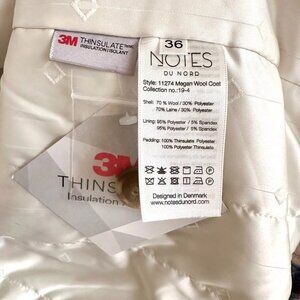 3M THINSULATE
INSULATION | ISOLANT
36
NOTES
DU NORD
Style: 11274 Megan Wool Coat
Collection no.:19-4
Shell: 70 % Wool / 30% Polyester
70% Laine / 30% Polyester
Lining: 95% Polyester / 5% Spandex
95% Polyester / 5% Spandex
Padding: 100% Thinsulate Polyester
100% Polyester Thinsulate
Designed in Denmark
www.notesdunord.com
3M
THINS
Insulation